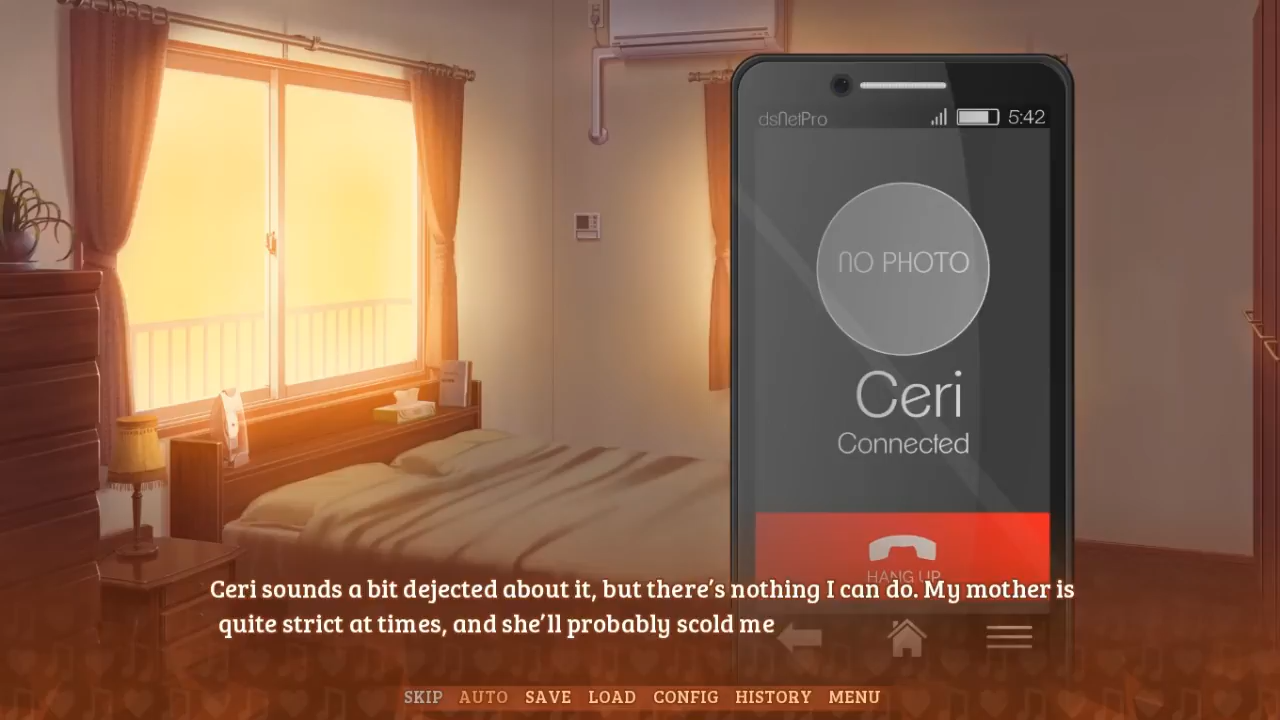 dsNetPro
5:42
NO PHOTO
Ceri
Connected
HANG UP
Ceri sounds a bit dejected about it, but there's nothing I can do. My mother is
quite strict at times, and she'll probably scold me
SKIP AUTO SAVE LOAD CONFIG HISTORY MENU